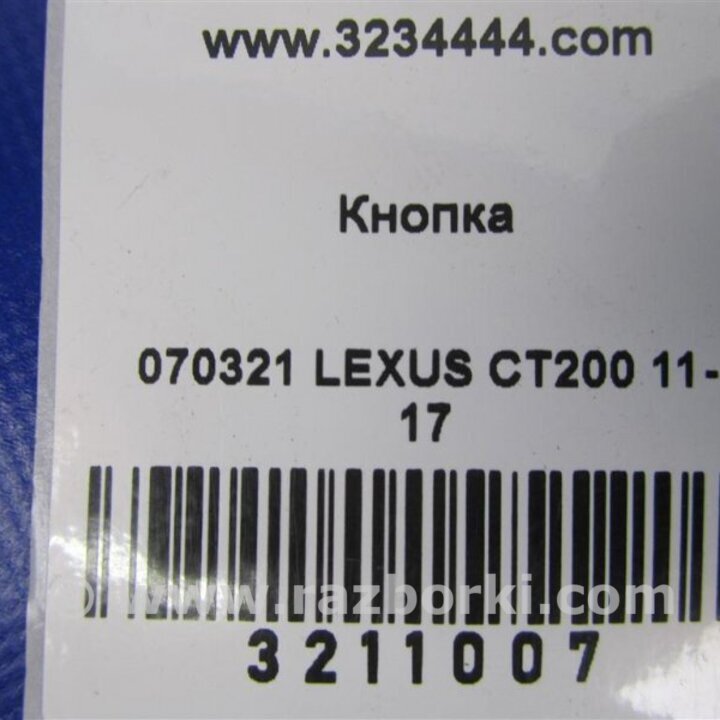 www.3234444.com
Кнопка
070321 LEXUS CT200 11-
17
© www.razborki.com
3211007